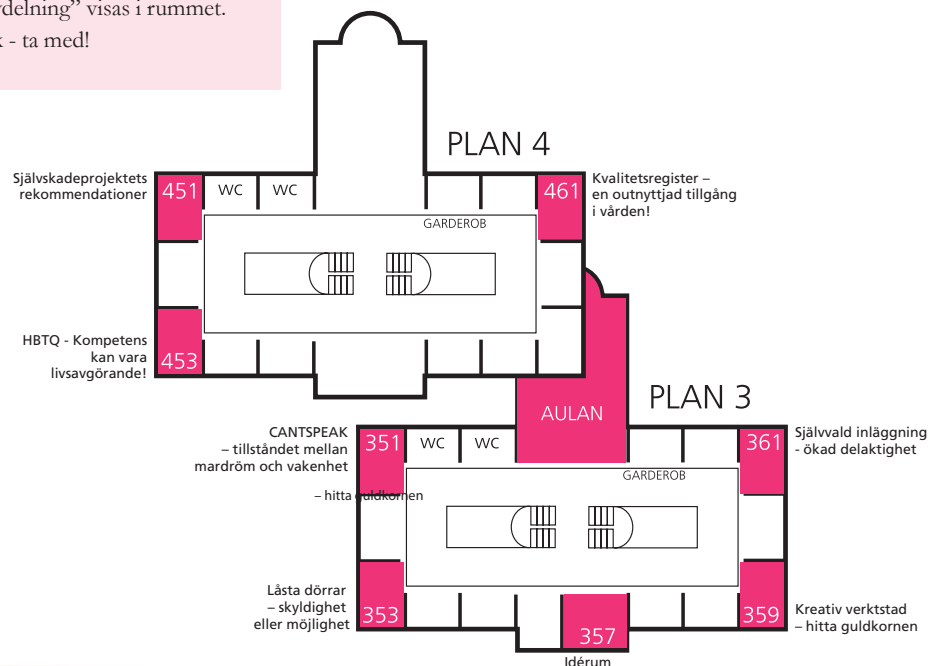 delning” visas i rummet.
- ta med!
PLAN 4
Självskadeprojektets
rekommendationer
451
WC
WC
461
Kvalitetsregister –
en outnyttjad tillgång
i vården!
GARDEROB
HBTQ - Kompetens
kan vara
livsavgörande!
453
PLAN 3
AULAN
CANTSPEAK
– tillståndet mellan
mardröm och vakenhet
– hitta guldkornen
351
WC
WC
361
Självvald inläggning
- ökad delaktighet
GARDEROB
Låsta dörrar
– skyldighet
eller möjlighet
353
357
359
Kreativ verktstad
– hitta guldkornen
Idérum